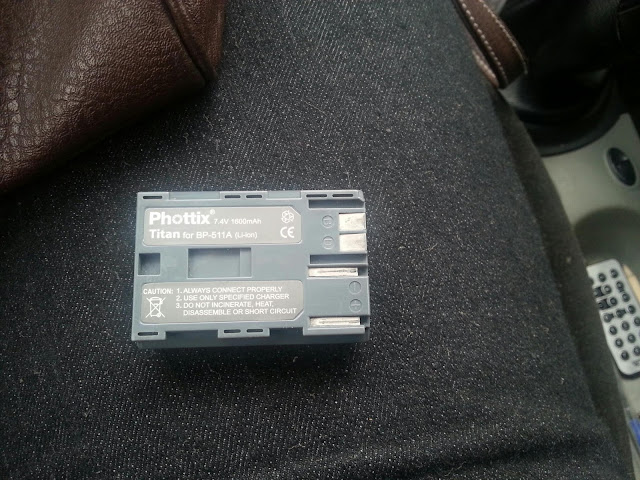 Phottix® 7.4V 1600mAh
Titan for BP-511A (Li-Ion)
CE
CAUTION: 1. ALWAYS CONNECT PROPERLY
2. USE ONLY SPECIFIED CHARGER
3. DO NOT INCINERATE, HEAT,
DISASSEMBLE OR SHORT CIRCUIT